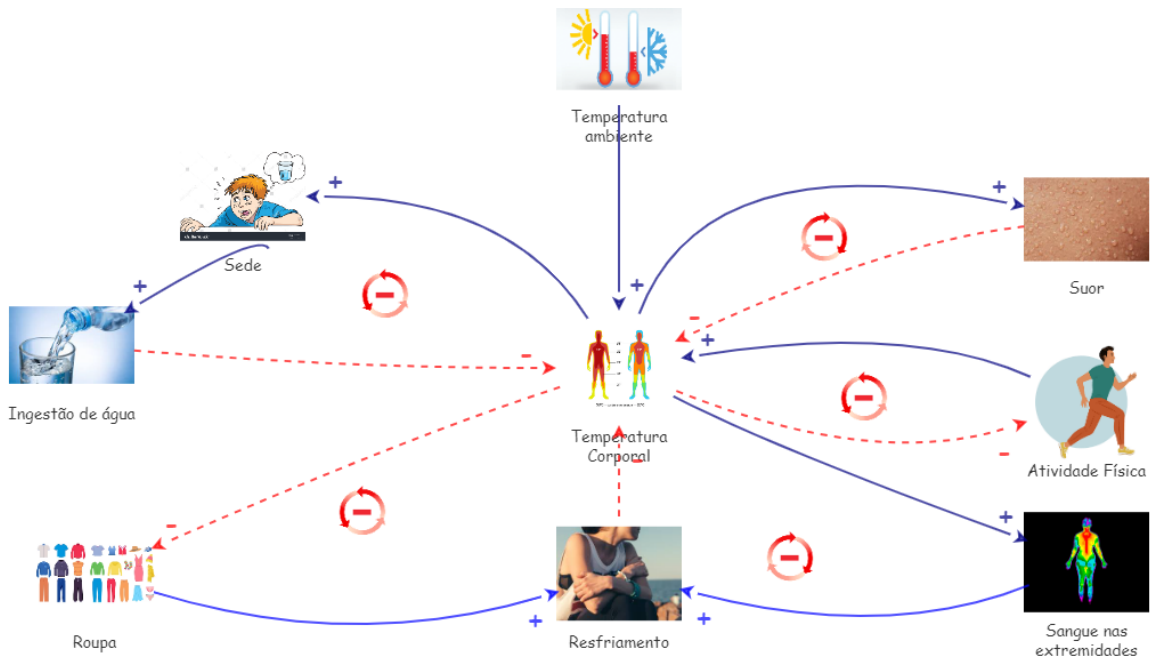 Temperatura
ambiente
+
Sede
+
-
+
Suor
+
-
+
-
Ingestão de água
-
-
Temperatura
Corporal
-
-
-
Atividade Física
-
-
-
+
-
Roupa
+
Resfriamento
+
Sangue nas
extremidades